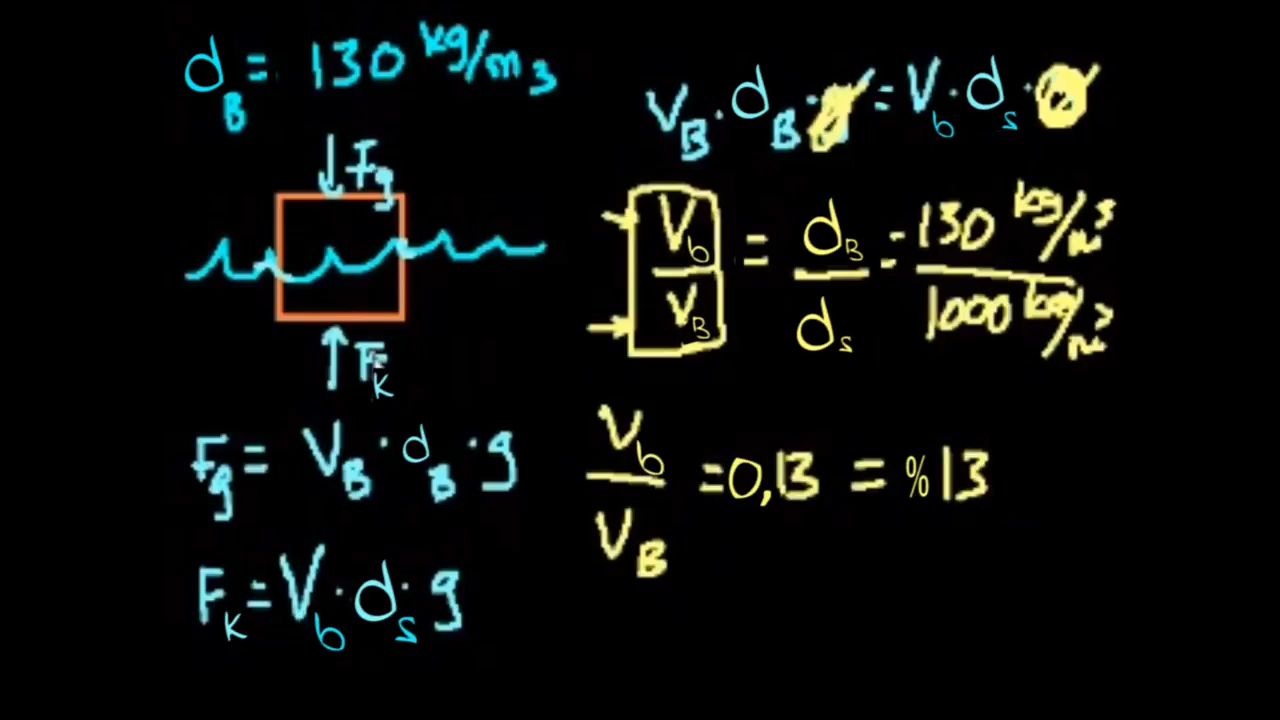 d_B = 130 kg/m3
F_g
F_K
F_g = V_B · d_B · g
F_K = V_b · d_s · g
V_B · d_B · g = V_b · d_s ·
V_b / V_B = d_B / d_s = 130 kg/m³ / 1000 kg/m³
V_b / V_B = 0,13 = %13